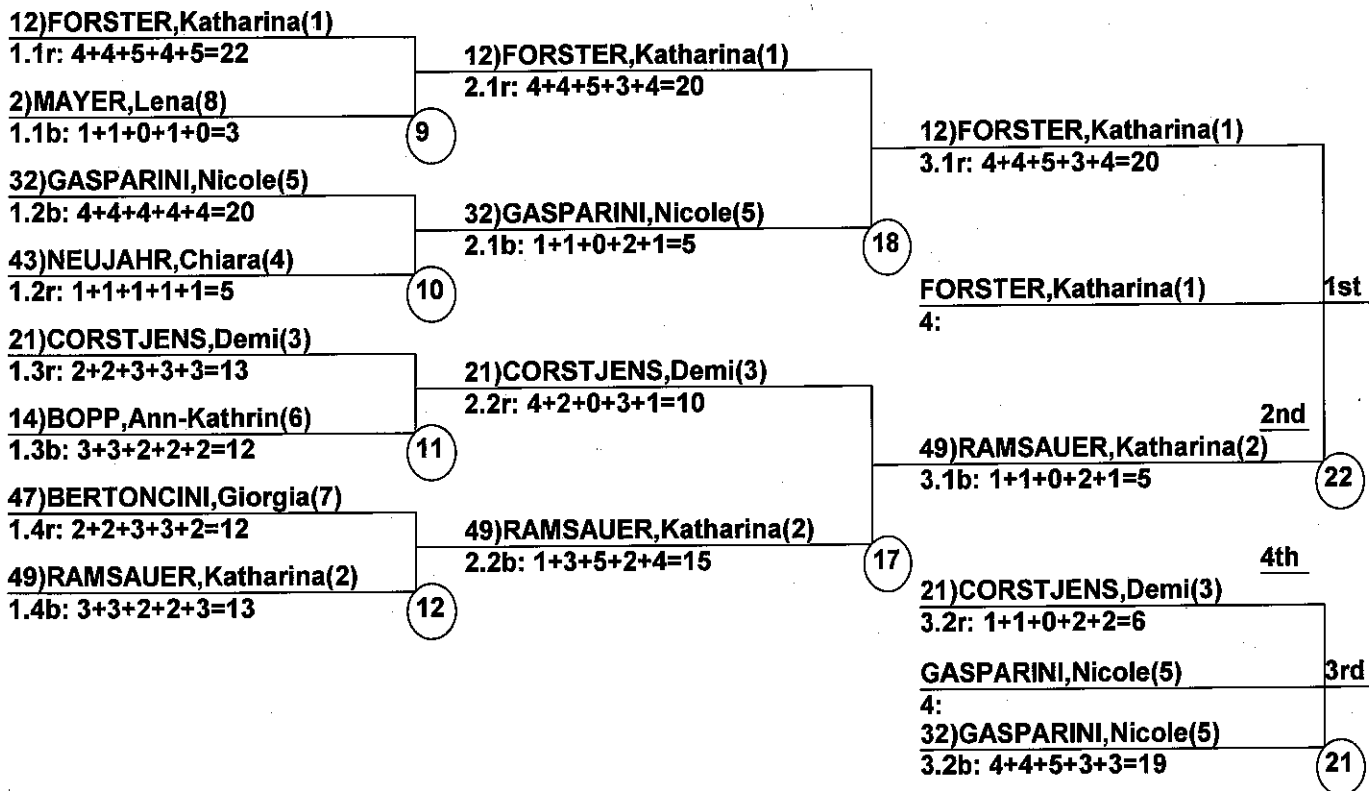 12)FORSTER,Katharina(1)
1.1r: 4+4+5+4+5=22
2)MAYER,Lena(8)
1.1b: 1+1+0+1+0=3
9
32)GASPARINI,Nicole(5)
1.2b: 4+4+4+4+4=20
43)NEUJAHR,Chiara(4)
1.2r: 1+1+1+1+1=5
10
21)CORSTJENS,Demi(3)
1.3r: 2+2+3+3+3=13
14)BOPP,Ann-Kathrin(6)
1.3b: 3+3+2+2+2=12
11
47)BERTONCINI,Giorgia(7)
1.4r: 2+2+3+3+2=12
49)RAMSAUER,Katharina(2)
1.4b: 3+3+2+2+3=13
12
12)FORSTER,Katharina(1)
2.1r: 4+4+5+3+4=20
32)GASPARINI,Nicole(5)
2.1b: 1+1+0+2+1=5
18
21)CORSTJENS,Demi(3)
2.2r: 4+2+0+3+1=10
49)RAMSAUER,Katharina(2)
2.2b: 1+3+5+2+4=15
17
12)FORSTER,Katharina(1)
3.1r: 4+4+5+3+4=20
FORSTER,Katharina(1) 1st
4:
2nd
49)RAMSAUER,Katharina(2)
3.1b: 1+1+0+2+1=5
22
4th
21)CORSTJENS,Demi(3)
3.2r: 1+1+0+2+2=6
GASPARINI,Nicole(5) 3rd
4:
32)GASPARINI,Nicole(5)
3.2b: 4+4+5+3+3=19
21